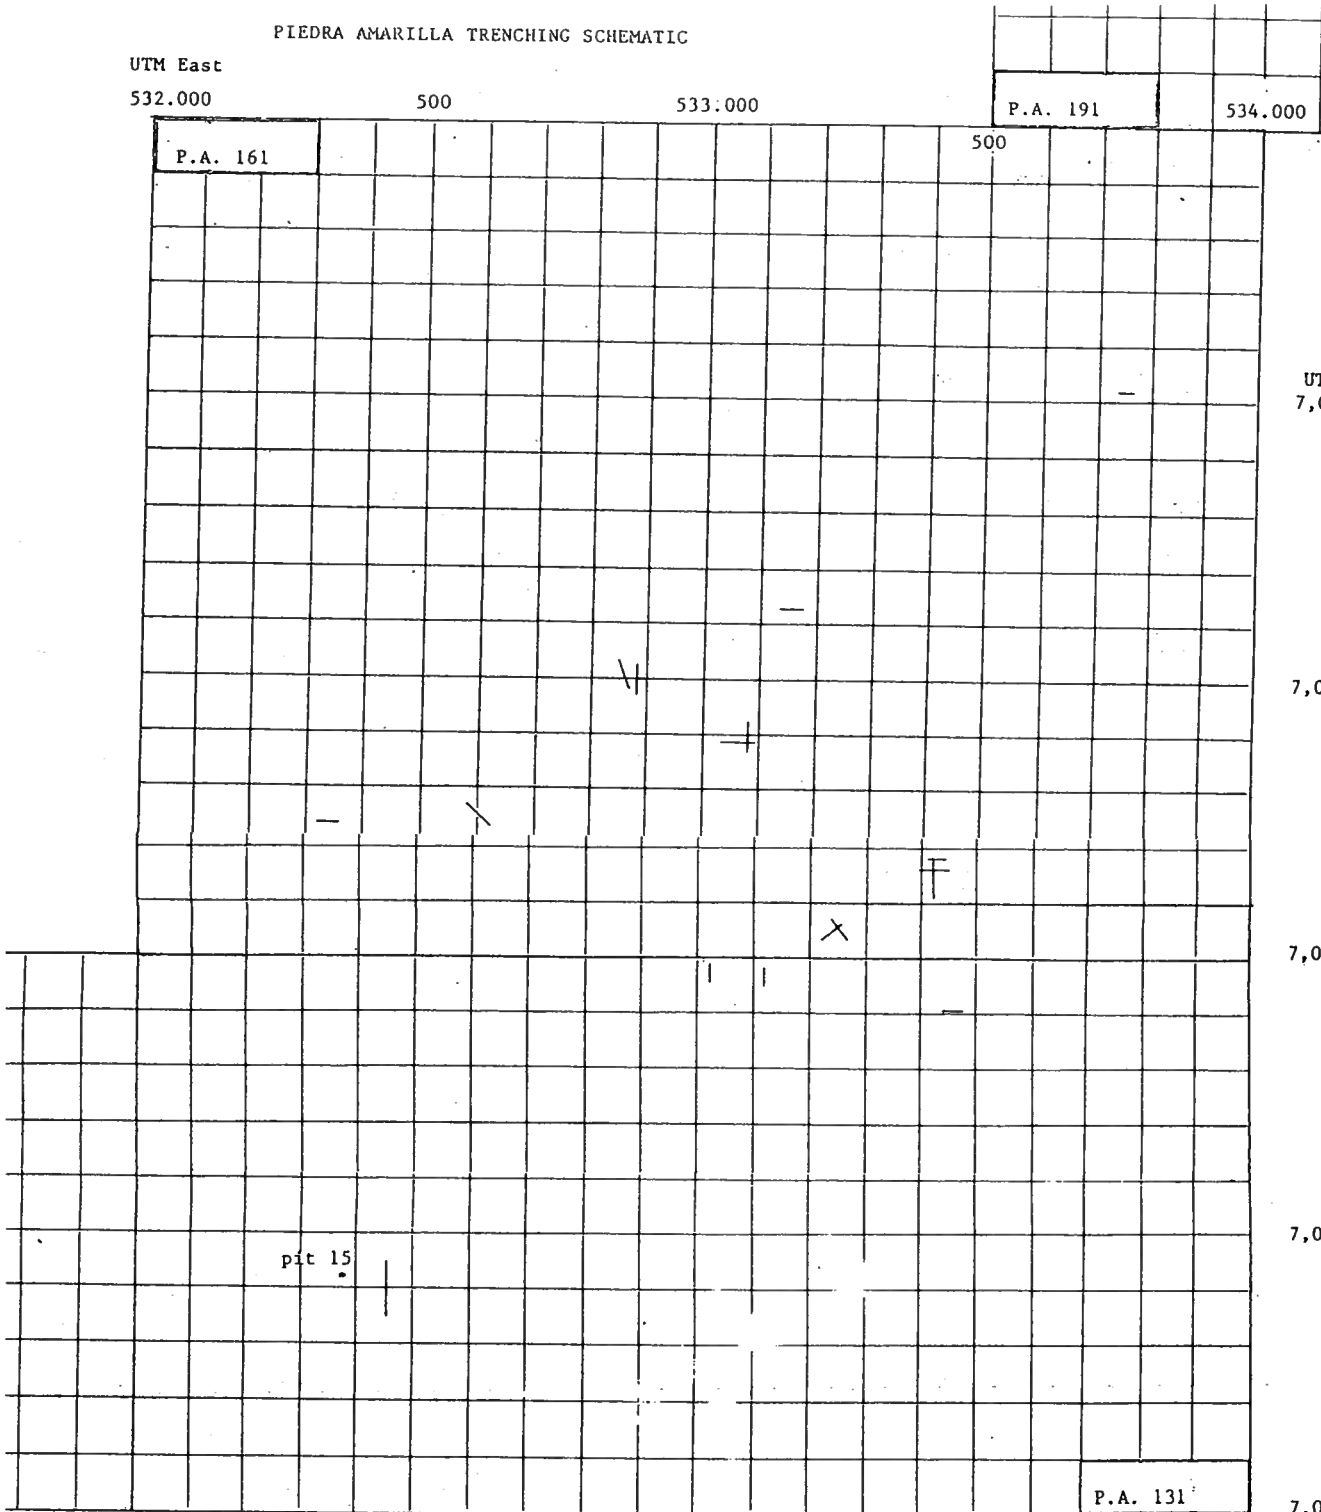 PIEDRA AMARILLA TRENCHING SCHEMATIC
UTM East
532.000 500 533.000 P.A. 191 534.000
500
P.A. 161
pit 15
P.A. 131